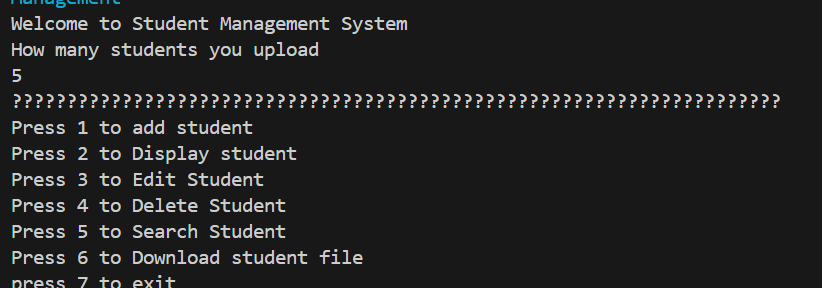 Management
Welcome to Student Management System
How many students you upload
5
??????????????????????????????????????????????????????????????????????
Press 1 to add student
Press 2 to Display student
Press 3 to Edit Student
Press 4 to Delete Student
Press 5 to Search Student
Press 6 to Download student file
press 7 to exit